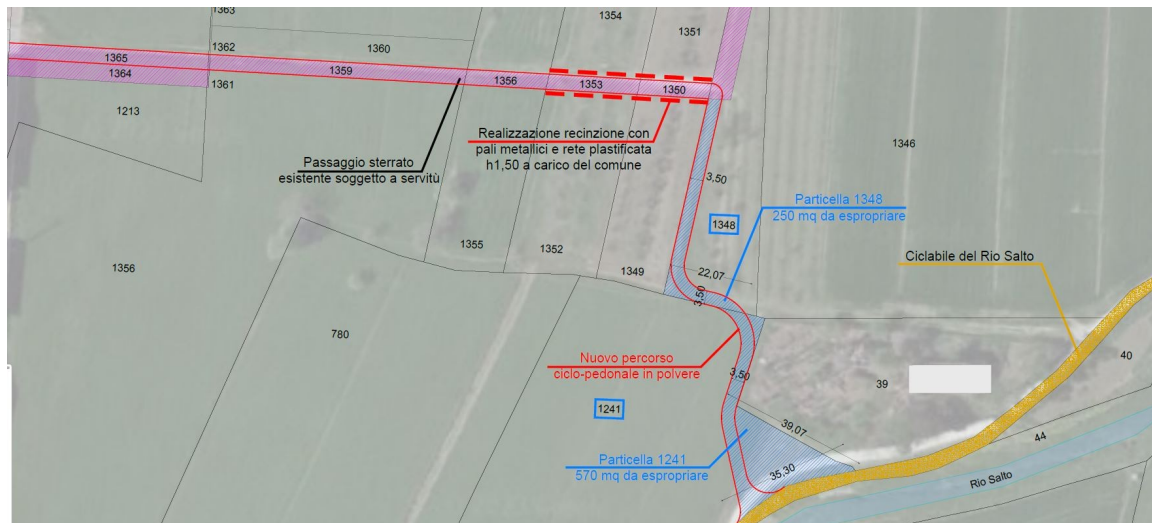 1363
1354
1351
1362
1360
1365
1364
1359
1356
1353
1350
1361
1213
Realizzazione recinzione con
pali metallici e rete plastificata
h1,50 a carico del comune
1346
Passaggio sterrato
esistente soggetto a servitù
3,50
Particella 1348
250 mq da espropriare
1348
1355
1352
1349
22,07
Ciclabile del Rio Salto
1356
3,50
780
40
Nuovo percorso
ciclo-pedonale in polvere
3,50
39
1241
39,07
44
Particella 1241
570 mq da espropriare
35,30
Rio Salto